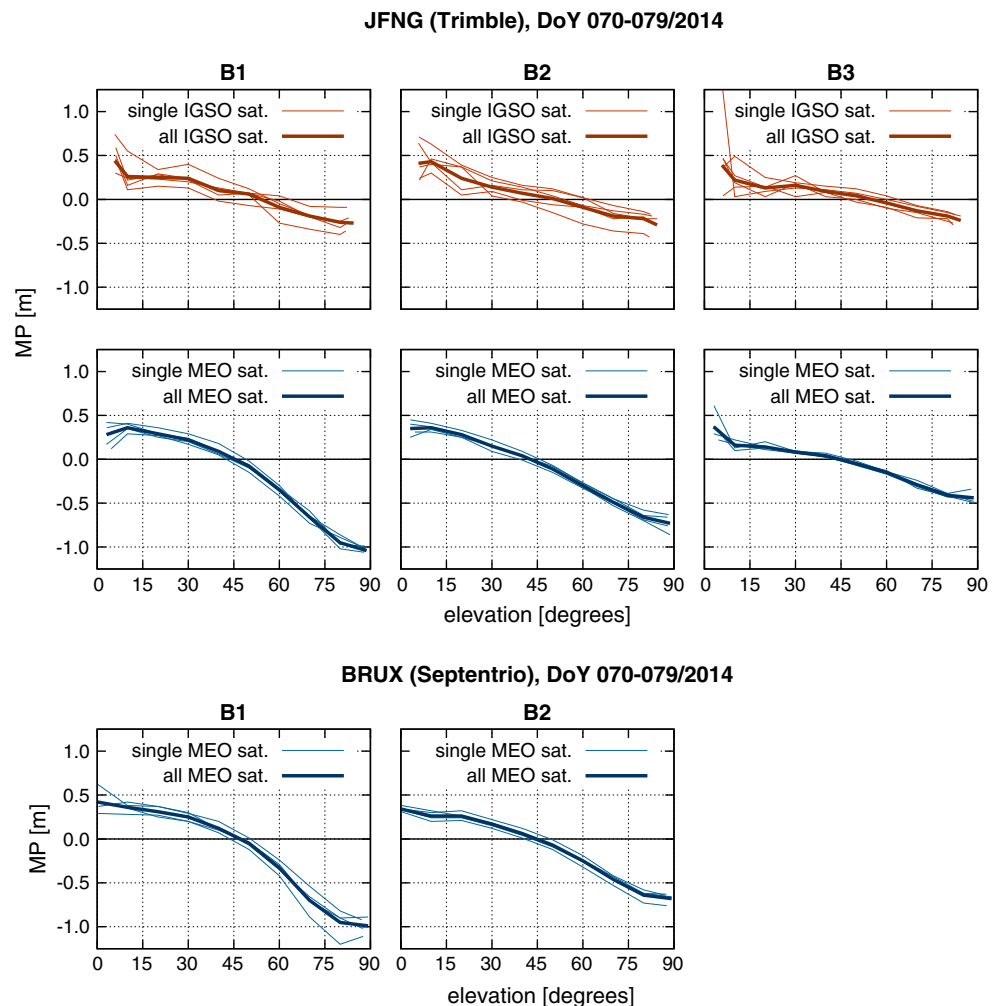 JFNG (Trimble), DoY 070-079/2014
B1 B2 B3
MP [m]
1.0 single IGSO sat. single IGSO sat. single IGSO sat.
all IGSO sat. all IGSO sat. all IGSO sat.
0.5
0.0
-0.5
-1.0
1.0 single MEO sat. single MEO sat. single MEO sat.
all MEO sat. all MEO sat. all MEO sat.
0.5
0.0
-0.5
-1.0
0 15 30 45 60 75 90 0 15 30 45 60 75 90 0 15 30 45 60 75 90
elevation [degrees]
BRUX (Septentrio), DoY 070-079/2014
B1 B2
MP [m]
1.0 single MEO sat. single MEO sat.
all MEO sat. all MEO sat.
0.5
0.0
-0.5
-1.0
0 15 30 45 60 75 90 0 15 30 45 60 75 90
elevation [degrees]